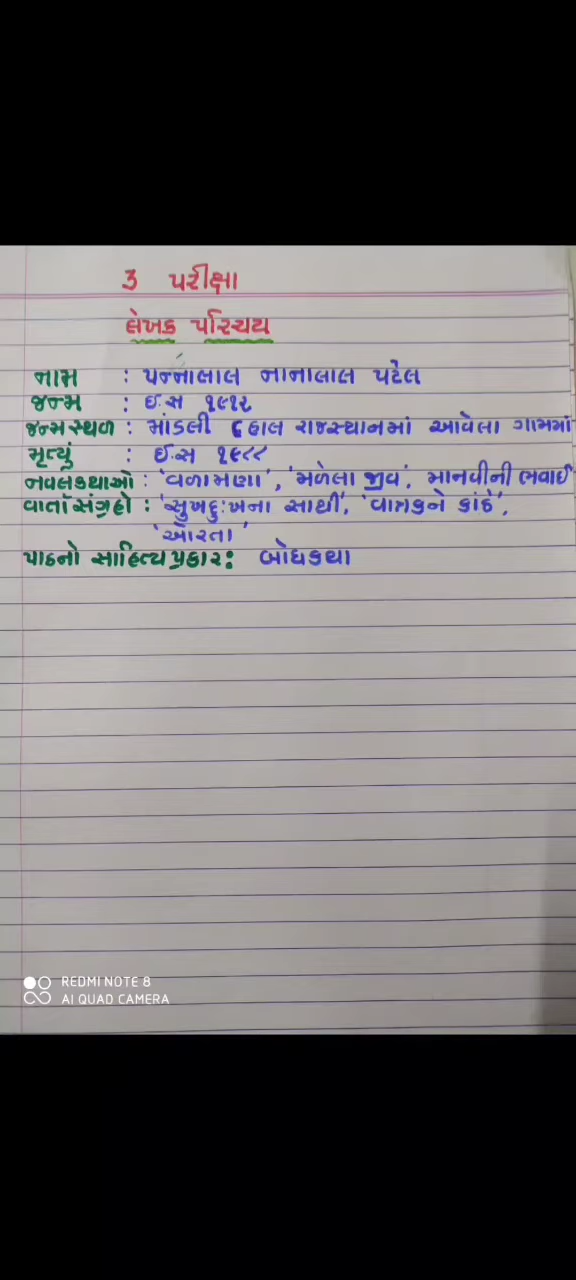 ૩ પરીક્ષા
લેખક પરિચય
નામ : પન્નાલાલ નાનાલાલ પટેલ
જન્મ : ઈ.સ ૧૯૧૨
જન્મસ્થળ : માંડલી હાલ રાજસ્થાનમાં આવેલા ગામમાં
મૃત્યું : ઈ.સ ૧૯૮૮
નવલકથાઓ : 'વળામણા', 'મળેલા જીવ', માનવીની ભવાઈ
વાર્તાસંગ્રહો : 'સુખદુઃખના સાથી', 'વાત્રકને કાંઠે',
'ઓરતા'
પાઠનો સાહિત્યપ્રકાર : બોધકથા
REDMI NOTE 8
AI QUAD CAMERA